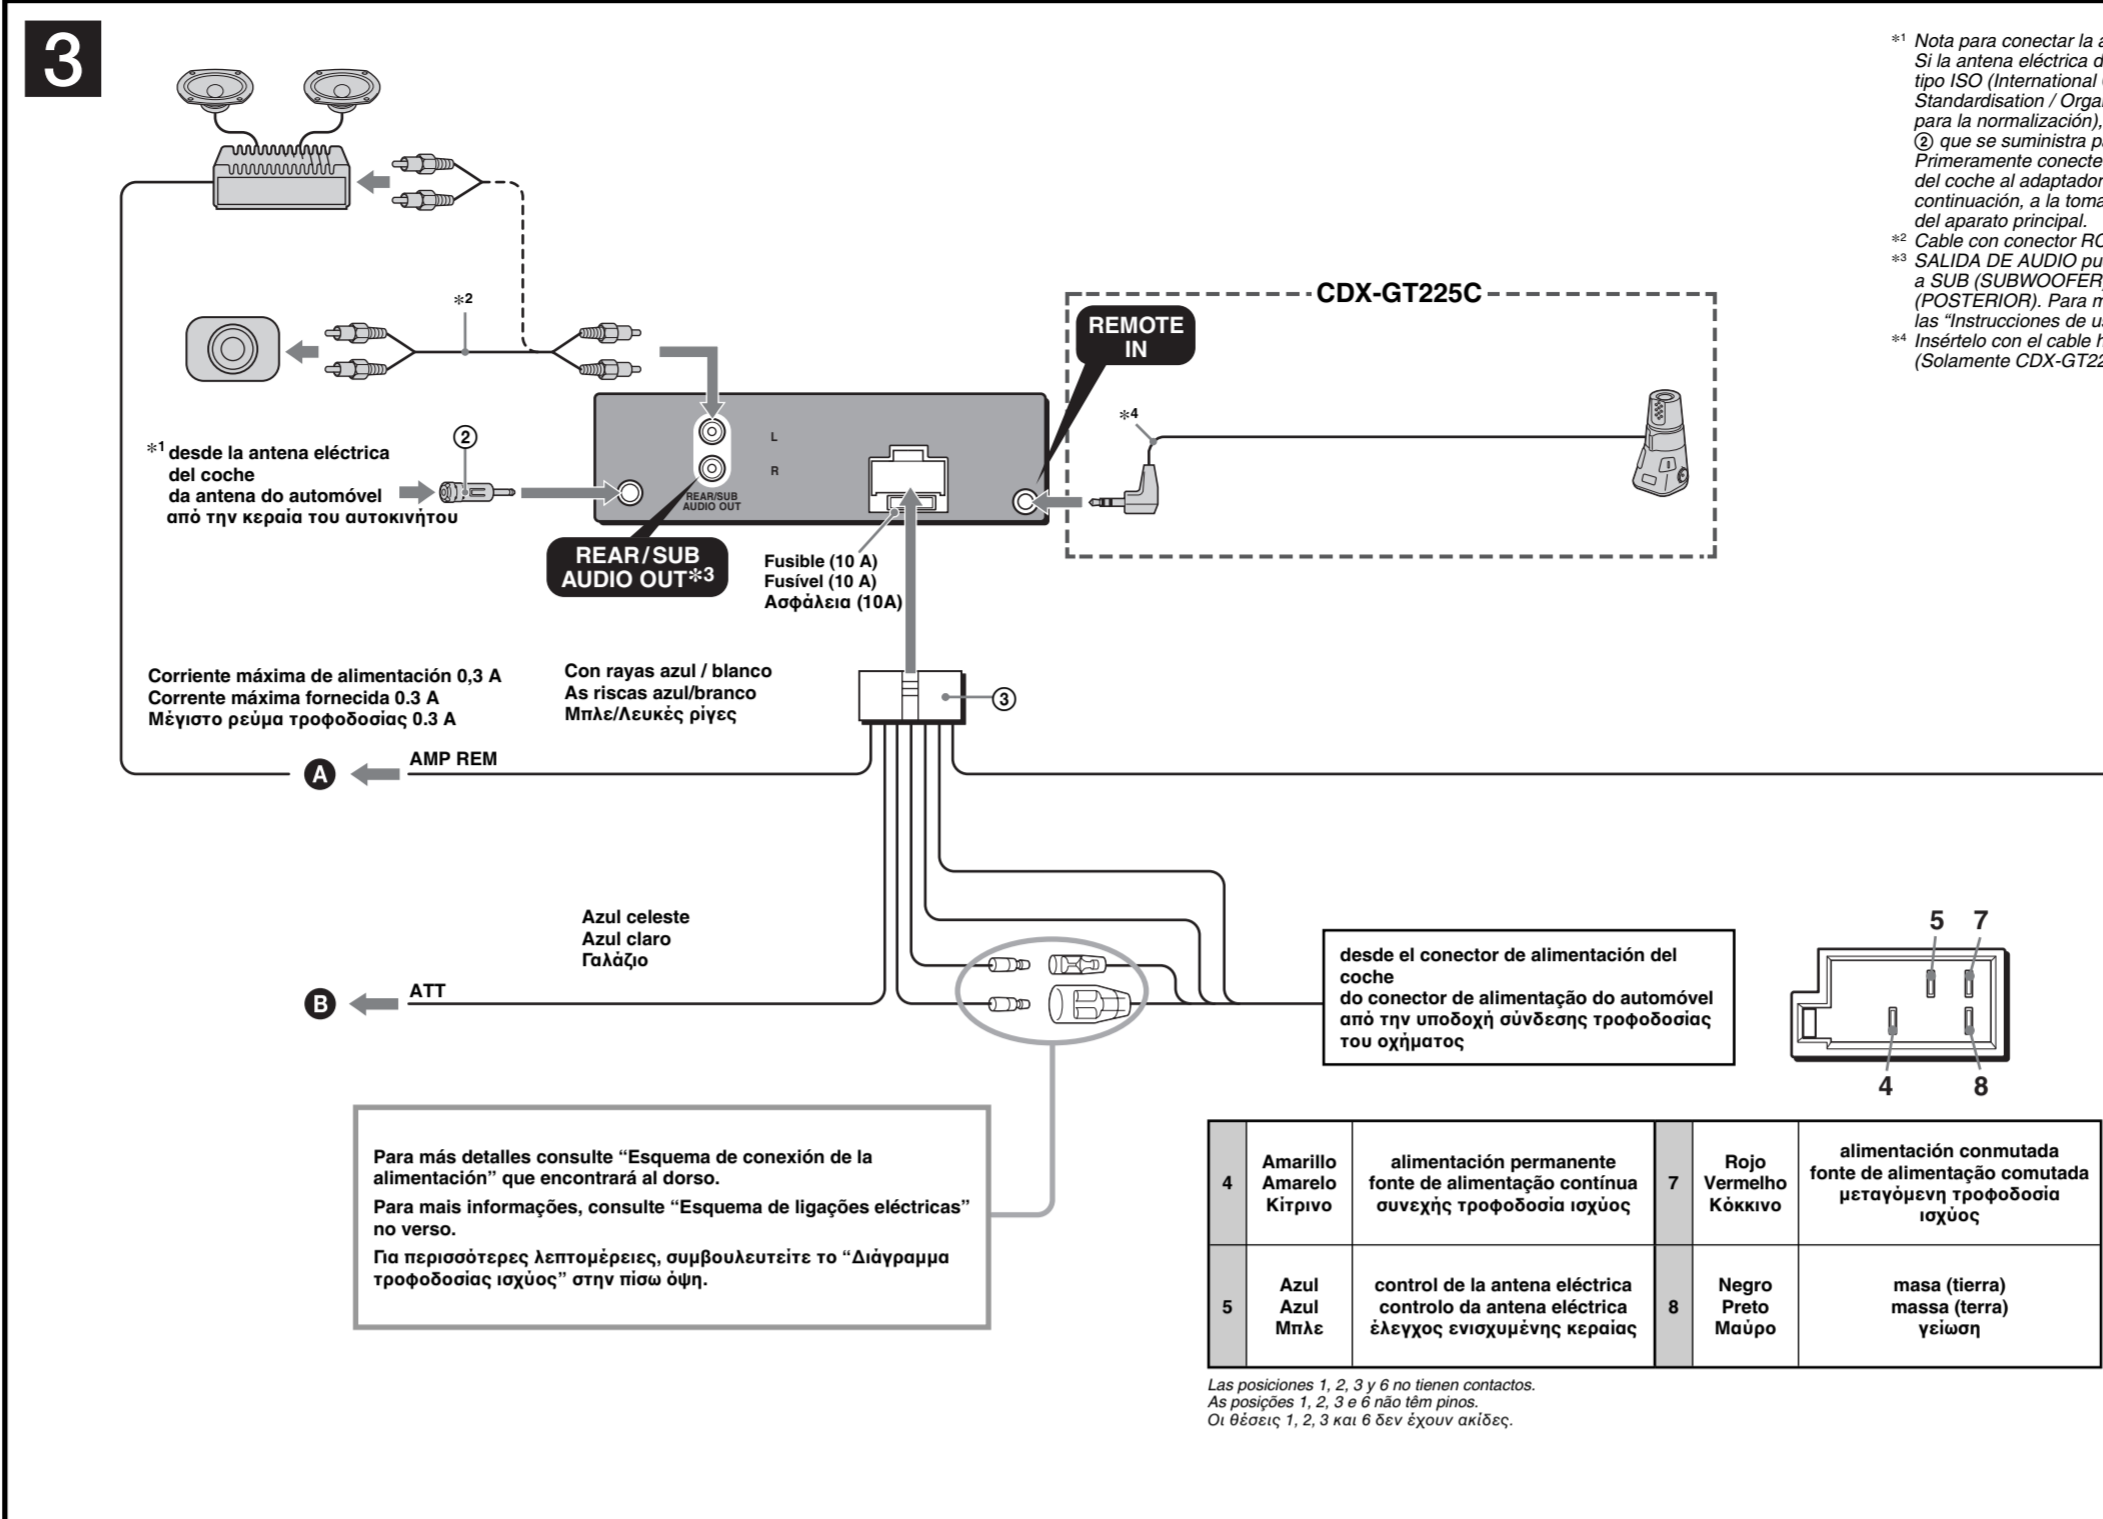 3
*1 Nota para conectar la
Si la antena eléctrica
tipo ISO (International
Standardisation /
para la normalización),
② que se suministra
Primeramente conecte
del coche al adaptador
continuación, a la toma
del aparato principal.
*2 Cable con conector
*3 SALIDA DE AUDIO
a SUB (SUBWOOFER)
(POSTERIOR). Para
las “Instrucciones de
*4 Insértelo con el cable
(Solamente
*2
CDX-GT225C
REMOTE
IN
*4
*1 desde la antena eléctrica
del coche
da antena do automóvel
από την κεραία του αυτοκινήτου
②
L
R
REAR/SUB
AUDIO OUT
REAR/SUB
AUDIO OUT*3
Fusible (10 A)
Fusível (10 A)
Ασφάλεια (10A)
Corriente máxima de alimentación 0,3 A
Corrente máxima fornecida 0.3 A
Μέγιστο ρεύμα τροφοδοσίας 0.3 A
Con rayas azul / blanco
As riscas azul/branco
Μπλε/Λευκές ρίγες
③
A
AMP REM
Azul celeste
Azul claro
Γαλάζιο
B
ATT
desde el conector de alimentación del
coche
do conector de alimentação do automóvel
από την υποδοχή σύνδεσης τροφοδοσίας
του οχήματος
5 7
4 8
Para más detalles consulte “Esquema de conexión de la
alimentación” que encontrará al dorso.
Para mais informações, consulte “Esquema de ligações eléctricas”
no verso.
Για περισσότερες λεπτομέρειες, συμβουλευτείτε το “Διάγραμμα
τροφοδοσίας ισχύος” στην πίσω όψη.
4
Amarillo
Amarelo
Κίτρινο
alimentación permanente
fonte de alimentação contínua
συνεχής τροφοδοσία ισχύος
7
Rojo
Vermelho
Κόκκινο
alimentación conmutada
fonte de alimentação comutada
μεταγόμενη τροφοδοσία
ισχύος
5
Azul
Azul
Μπλε
control de la antena eléctrica
controlo da antena eléctrica
έλεγχος ενισχυμένης κεραίας
8
Negro
Preto
Μαύρο
masa (tierra)
massa (terra)
γείωση
Las posiciones 1, 2, 3 y 6 no tienen contactos.
As posições 1, 2, 3 e 6 não têm pinos.
Οι θέσεις 1, 2, 3 και 6 δεν έχουν ακίδες.